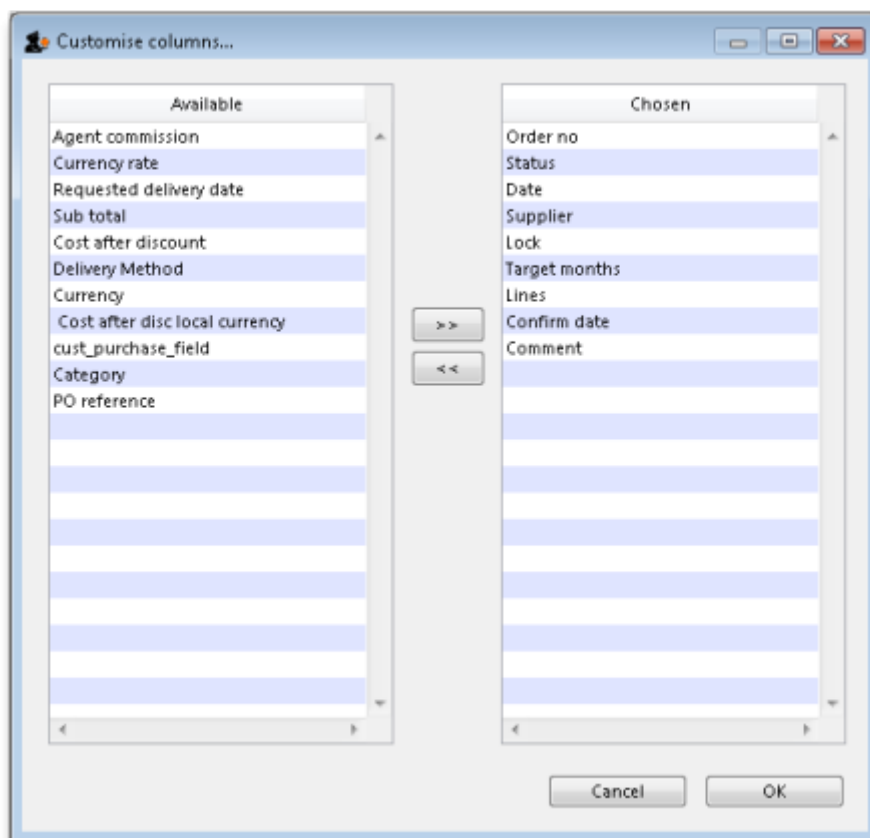 Customise columns...
Available
Agent commission
Currency rate
Requested delivery date
Sub total
Cost after discount
Delivery Method
Currency
Cost after disc local currency
cust_purchase_field
Category
PO reference
>>
<<
Chosen
Order no
Status
Date
Supplier
Lock
Target months
Lines
Confirm date
Comment
Cancel
OK